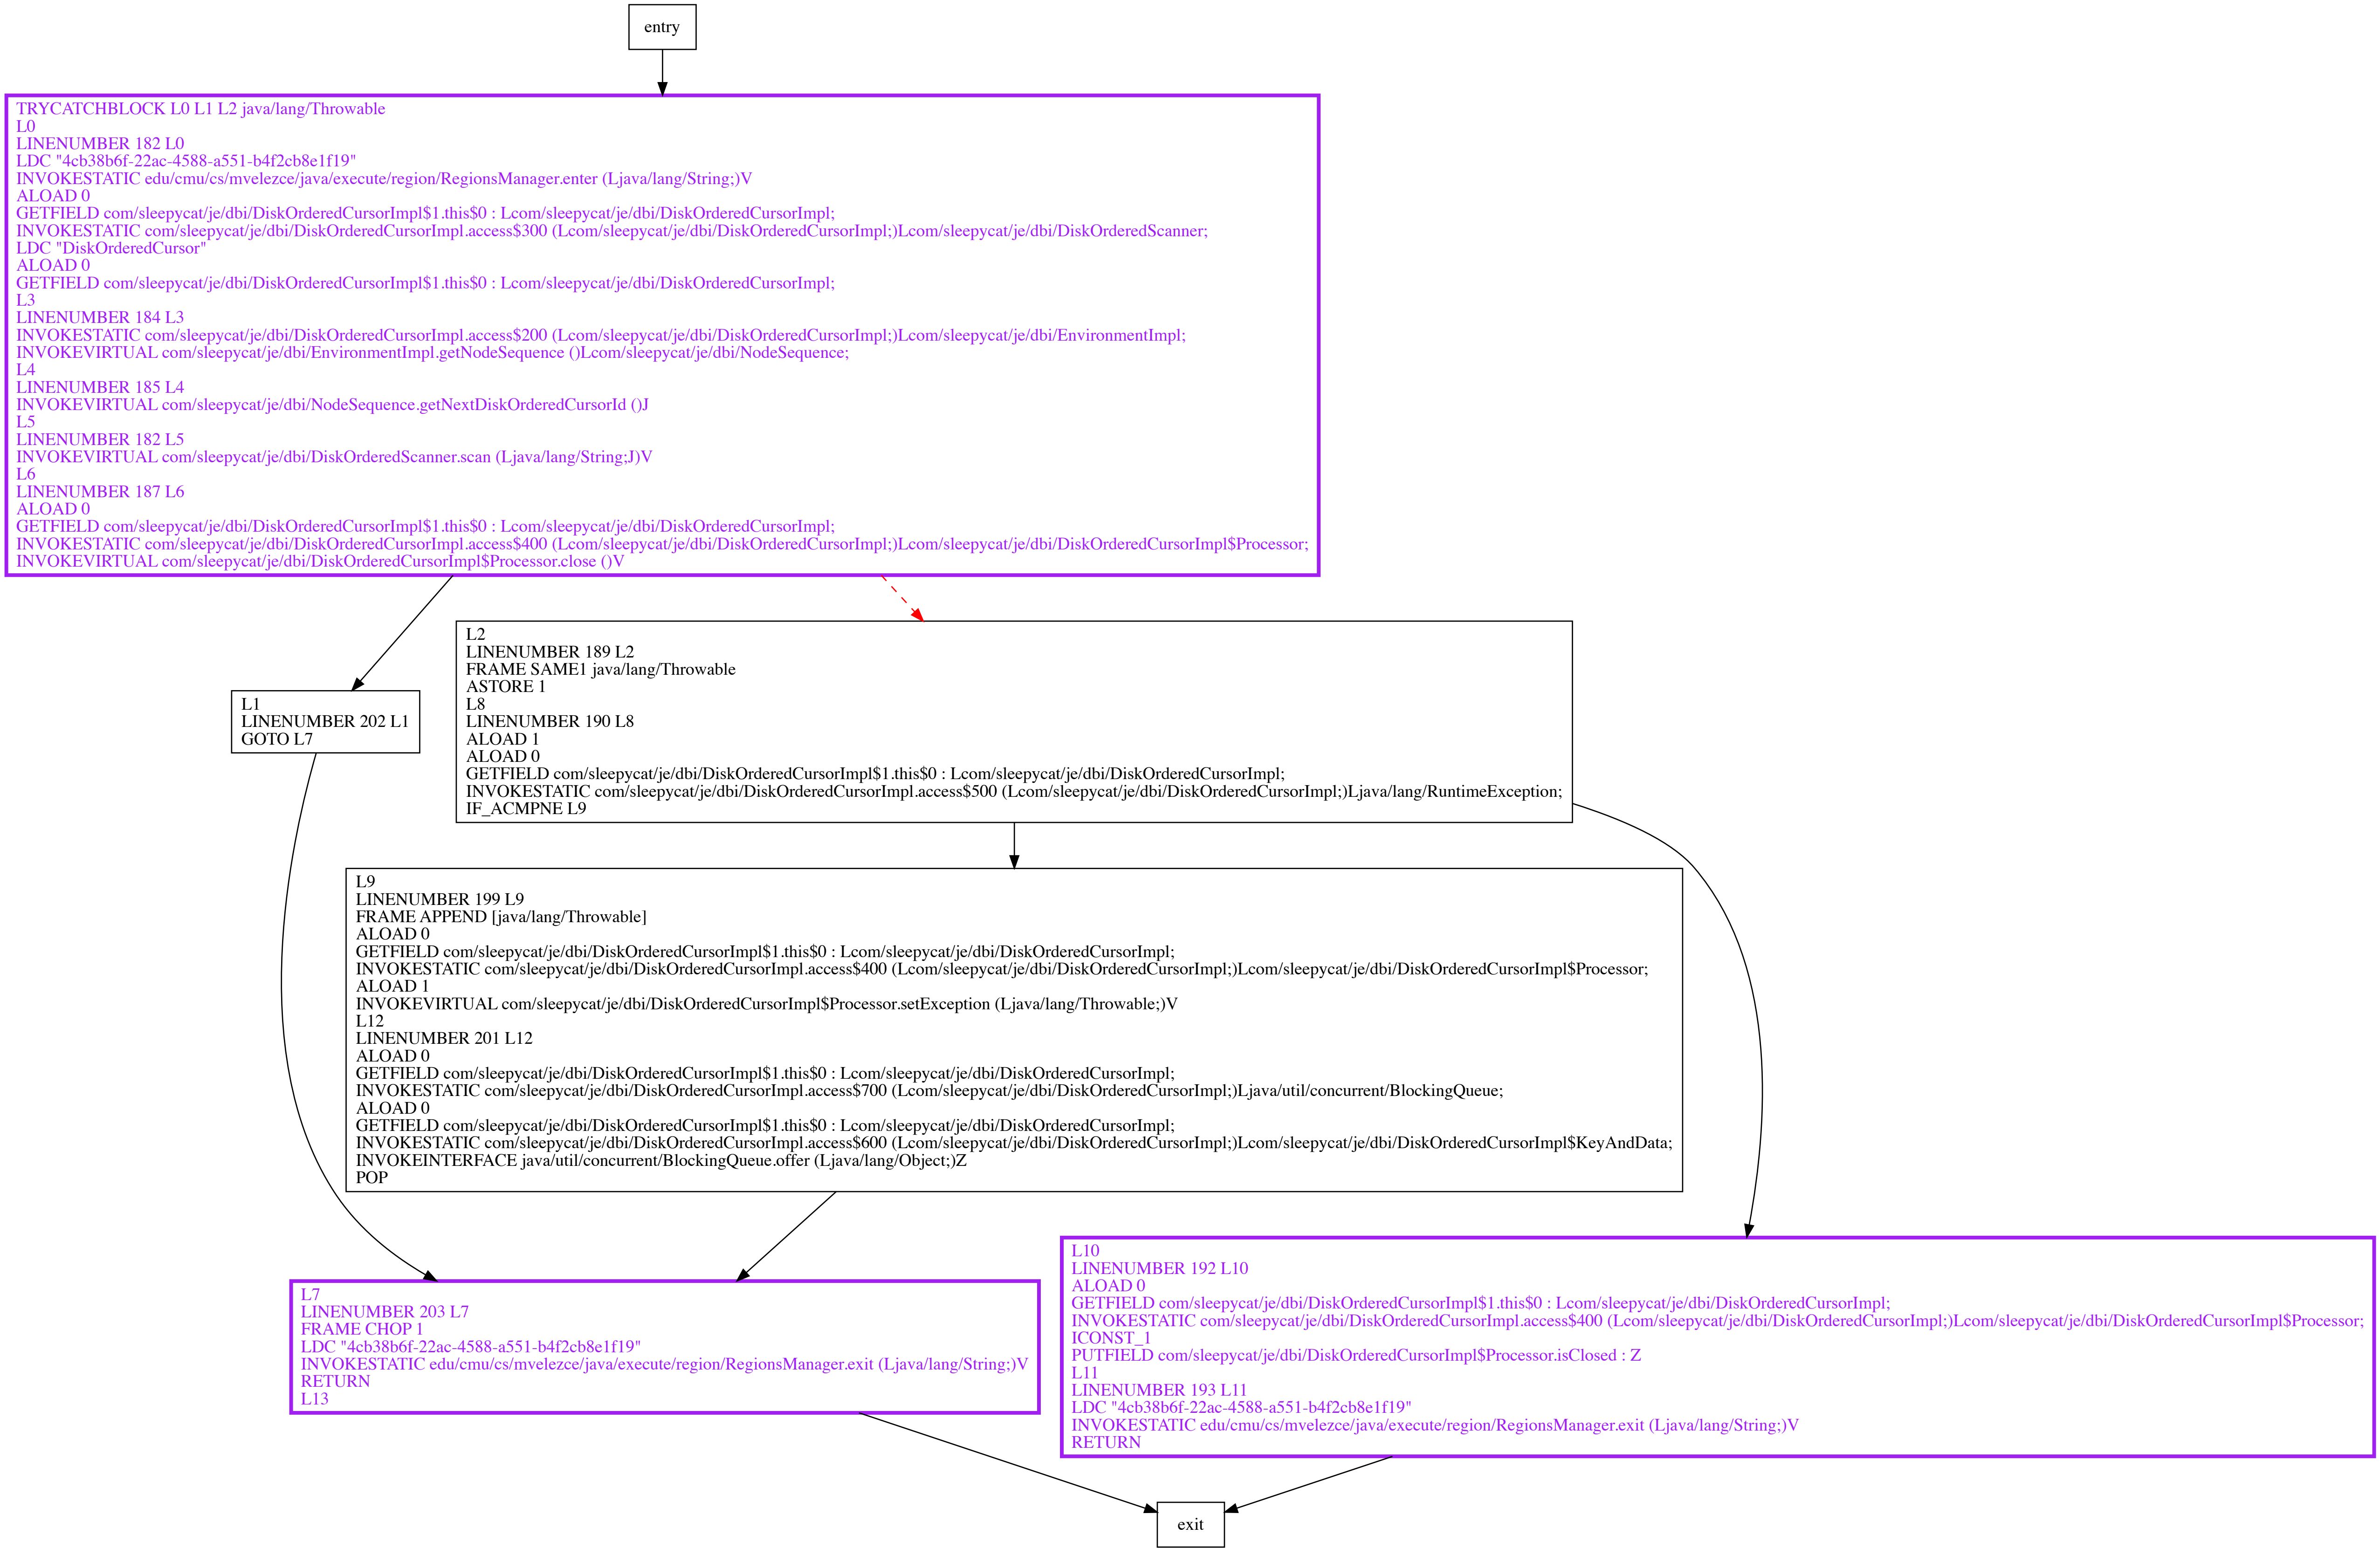 entry
TRYCATCHBLOCK L0 L1 L2 java/lang/Throwable
L0
LINENUMBER 182 L0
LDC "4cb38b6f-22ac-4588-a551-b4f2cb8e1f19"
INVOKESTATIC edu/cmu/cs/mvelezce/java/execute/region/RegionsManager.enter (Ljava/lang/String;)V
ALOAD 0
GETFIELD com/sleepycat/je/dbi/DiskOrderedCursorImpl$1.this$0 : Lcom/sleepycat/je/dbi/DiskOrderedCursorImpl;
INVOKESTATIC com/sleepycat/je/dbi/DiskOrderedCursorImpl.access$300 (Lcom/sleepycat/je/dbi/DiskOrderedCursorImpl;)Lcom/sleepycat/je/dbi/DiskOrderedScanner;
LDC "DiskOrderedCursor"
ALOAD 0
GETFIELD com/sleepycat/je/dbi/DiskOrderedCursorImpl$1.this$0 : Lcom/sleepycat/je/dbi/DiskOrderedCursorImpl;
L3
LINENUMBER 184 L3
INVOKESTATIC com/sleepycat/je/dbi/DiskOrderedCursorImpl.access$200 (Lcom/sleepycat/je/dbi/DiskOrderedCursorImpl;)Lcom/sleepycat/je/dbi/EnvironmentImpl;
INVOKEVIRTUAL com/sleepycat/je/dbi/EnvironmentImpl.getNodeSequence ()Lcom/sleepycat/je/dbi/NodeSequence;
L4
LINENUMBER 185 L4
INVOKEVIRTUAL com/sleepycat/je/dbi/NodeSequence.getNextDiskOrderedCursorId ()J
L5
LINENUMBER 182 L5
INVOKEVIRTUAL com/sleepycat/je/dbi/DiskOrderedScanner.scan (Ljava/lang/String;J)V
L6
LINENUMBER 187 L6
ALOAD 0
GETFIELD com/sleepycat/je/dbi/DiskOrderedCursorImpl$1.this$0 : Lcom/sleepycat/je/dbi/DiskOrderedCursorImpl;
INVOKESTATIC com/sleepycat/je/dbi/DiskOrderedCursorImpl.access$400 (Lcom/sleepycat/je/dbi/DiskOrderedCursorImpl;)Lcom/sleepycat/je/dbi/DiskOrderedCursorImpl$Processor;
INVOKEVIRTUAL com/sleepycat/je/dbi/DiskOrderedCursorImpl$Processor.close ()V
L1
LINENUMBER 202 L1
GOTO L7
L2
LINENUMBER 189 L2
FRAME SAME1 java/lang/Throwable
ASTORE 1
L8
LINENUMBER 190 L8
ALOAD 1
ALOAD 0
GETFIELD com/sleepycat/je/dbi/DiskOrderedCursorImpl$1.this$0 : Lcom/sleepycat/je/dbi/DiskOrderedCursorImpl;
INVOKESTATIC com/sleepycat/je/dbi/DiskOrderedCursorImpl.access$500 (Lcom/sleepycat/je/dbi/DiskOrderedCursorImpl;)Ljava/lang/RuntimeException;
IF_ACMPNE L9
L9
LINENUMBER 199 L9
FRAME APPEND [java/lang/Throwable]
ALOAD 0
GETFIELD com/sleepycat/je/dbi/DiskOrderedCursorImpl$1.this$0 : Lcom/sleepycat/je/dbi/DiskOrderedCursorImpl;
INVOKESTATIC com/sleepycat/je/dbi/DiskOrderedCursorImpl.access$400 (Lcom/sleepycat/je/dbi/DiskOrderedCursorImpl;)Lcom/sleepycat/je/dbi/DiskOrderedCursorImpl$Processor;
ALOAD 1
INVOKEVIRTUAL com/sleepycat/je/dbi/DiskOrderedCursorImpl$Processor.setException (Ljava/lang/Throwable;)V
L12
LINENUMBER 201 L12
ALOAD 0
GETFIELD com/sleepycat/je/dbi/DiskOrderedCursorImpl$1.this$0 : Lcom/sleepycat/je/dbi/DiskOrderedCursorImpl;
INVOKESTATIC com/sleepycat/je/dbi/DiskOrderedCursorImpl.access$700 (Lcom/sleepycat/je/dbi/DiskOrderedCursorImpl;)Ljava/util/concurrent/BlockingQueue;
ALOAD 0
GETFIELD com/sleepycat/je/dbi/DiskOrderedCursorImpl$1.this$0 : Lcom/sleepycat/je/dbi/DiskOrderedCursorImpl;
INVOKESTATIC com/sleepycat/je/dbi/DiskOrderedCursorImpl.access$600 (Lcom/sleepycat/je/dbi/DiskOrderedCursorImpl;)Lcom/sleepycat/je/dbi/DiskOrderedCursorImpl$KeyAndData;
INVOKEINTERFACE java/util/concurrent/BlockingQueue.offer (Ljava/lang/Object;)Z
POP
L7
LINENUMBER 203 L7
FRAME CHOP 1
LDC "4cb38b6f-22ac-4588-a551-b4f2cb8e1f19"
INVOKESTATIC edu/cmu/cs/mvelezce/java/execute/region/RegionsManager.exit (Ljava/lang/String;)V
RETURN
L13
L10
LINENUMBER 192 L10
ALOAD 0
GETFIELD com/sleepycat/je/dbi/DiskOrderedCursorImpl$1.this$0 : Lcom/sleepycat/je/dbi/DiskOrderedCursorImpl;
INVOKESTATIC com/sleepycat/je/dbi/DiskOrderedCursorImpl.access$400 (Lcom/sleepycat/je/dbi/DiskOrderedCursorImpl;)Lcom/sleepycat/je/dbi/DiskOrderedCursorImpl$Processor;
ICONST_1
PUTFIELD com/sleepycat/je/dbi/DiskOrderedCursorImpl$Processor.isClosed : Z
L11
LINENUMBER 193 L11
LDC "4cb38b6f-22ac-4588-a551-b4f2cb8e1f19"
INVOKESTATIC edu/cmu/cs/mvelezce/java/execute/region/RegionsManager.exit (Ljava/lang/String;)V
RETURN
exit